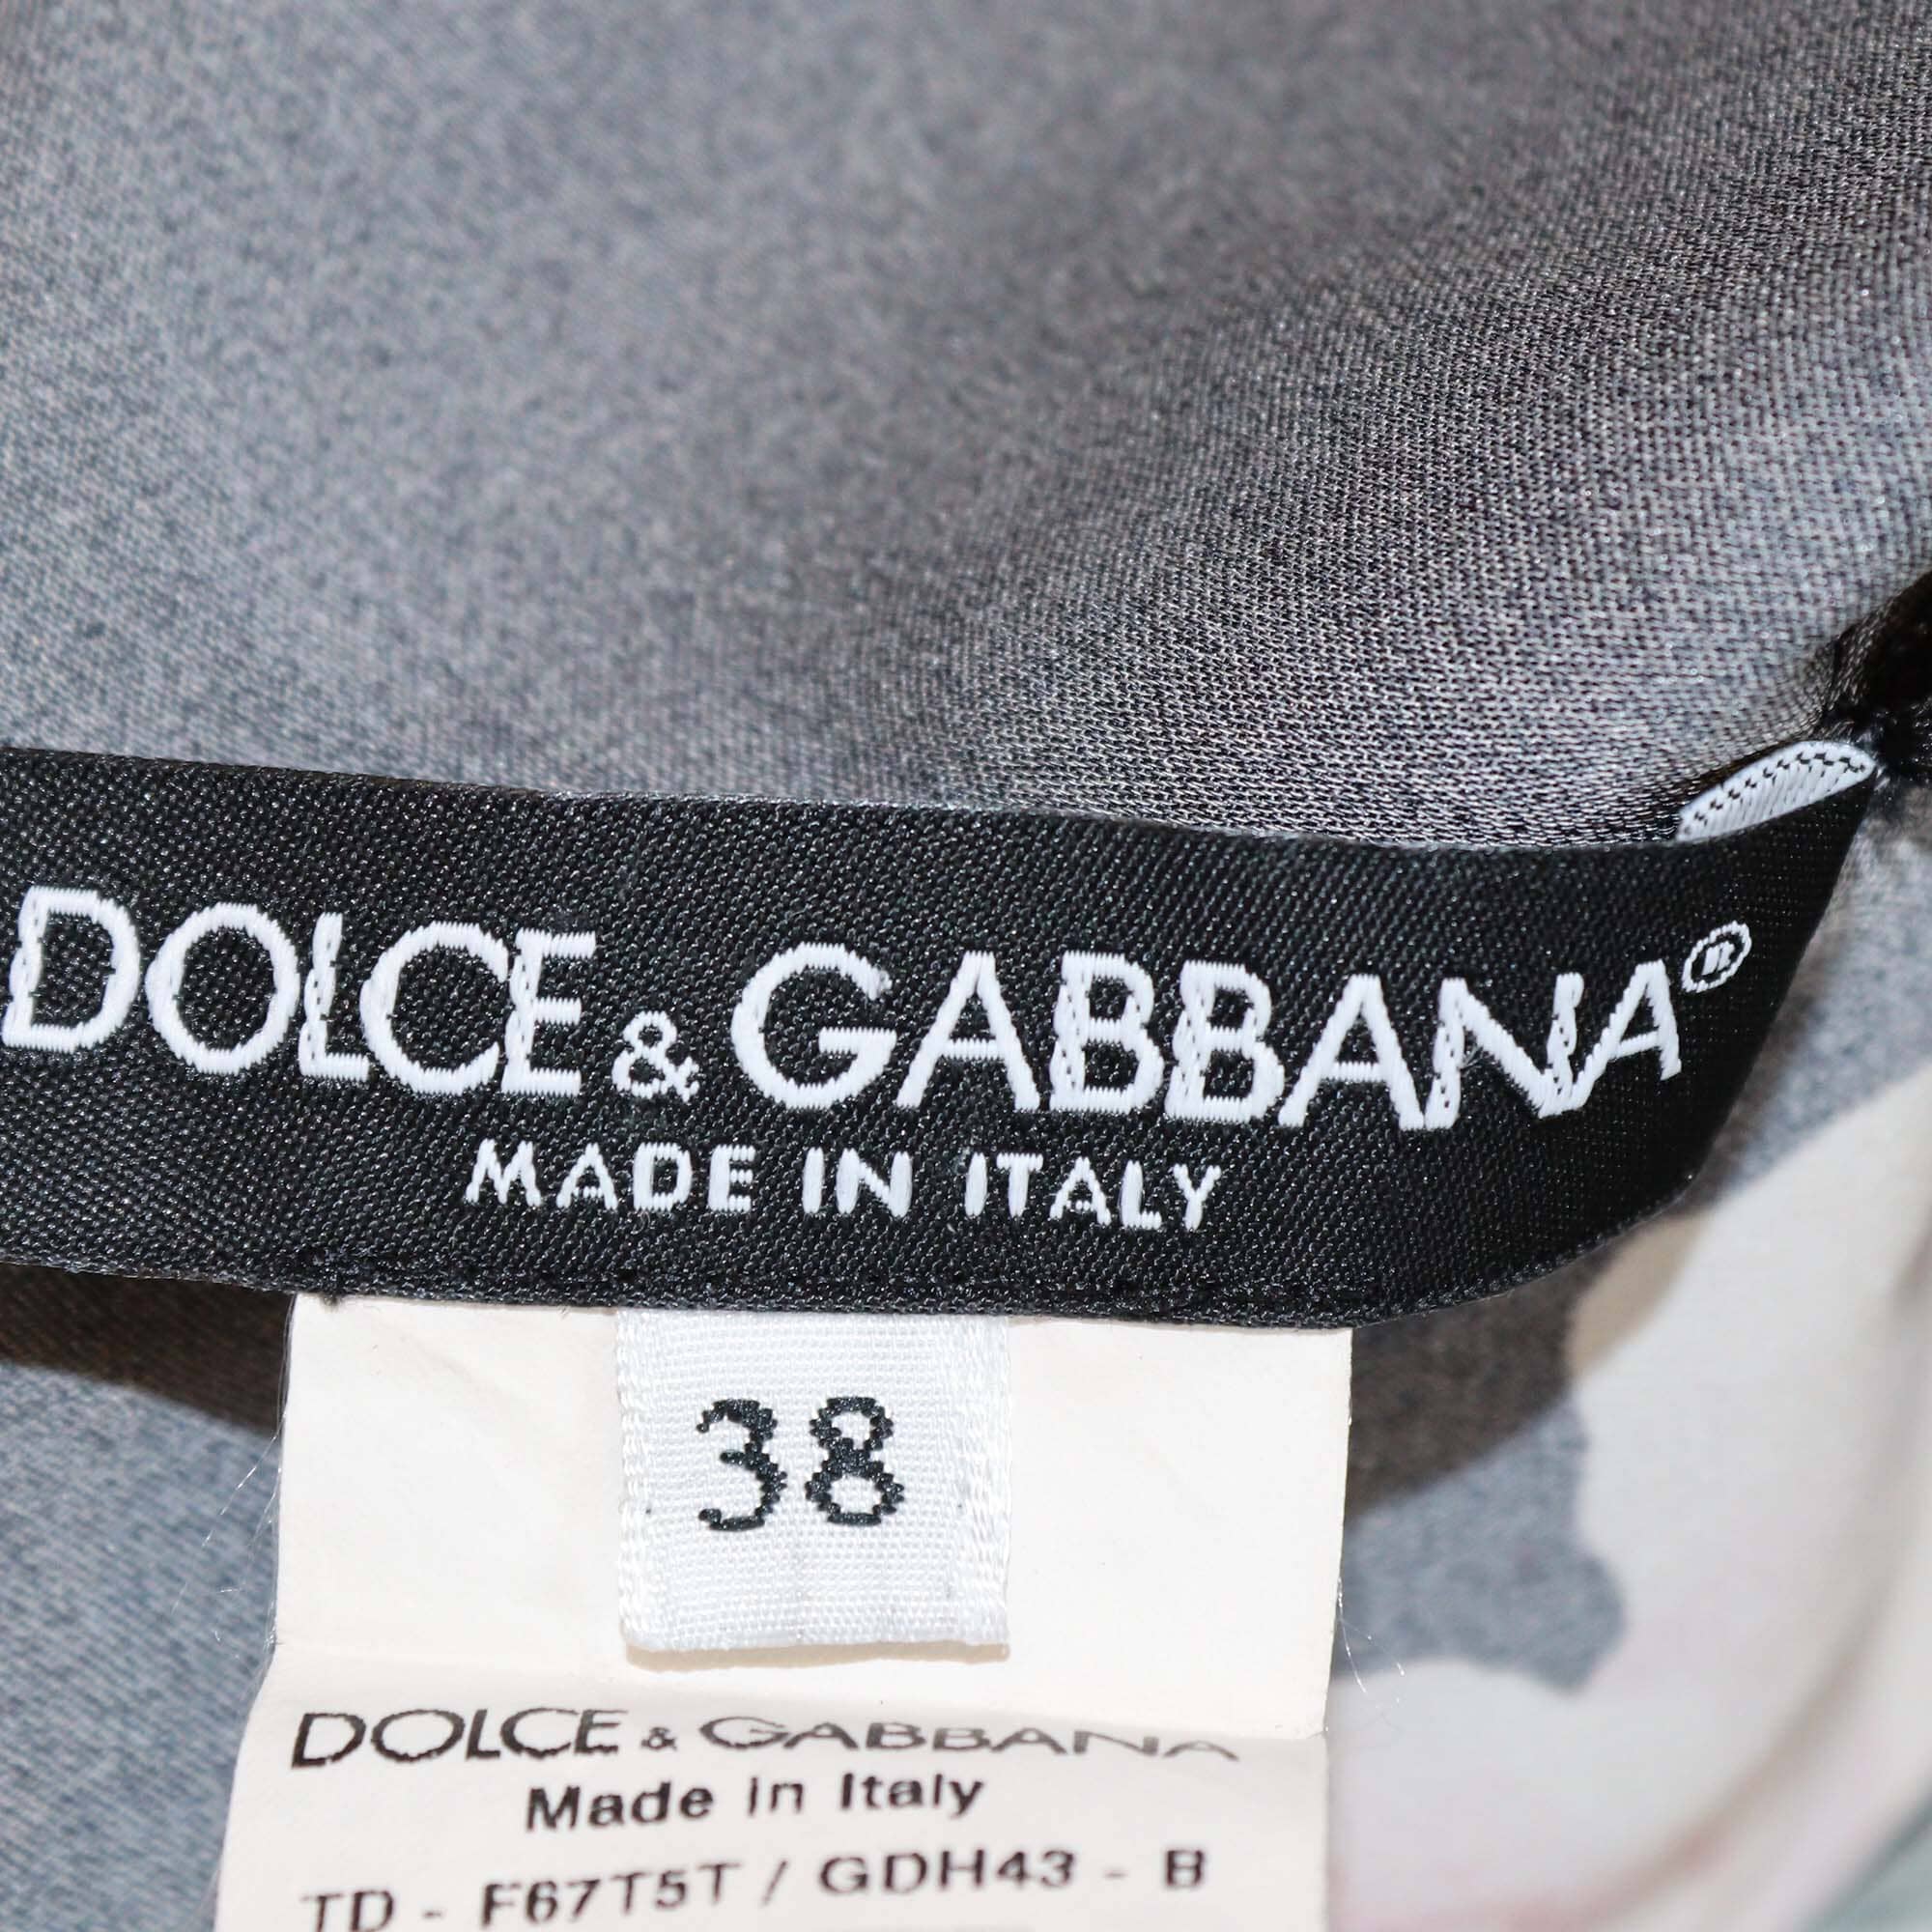 DOLCE & GABBANA®
MADE IN ITALY
38
DOLCE & GABBANA
Made in Italy
TD - F67T5T / GDH43 - B